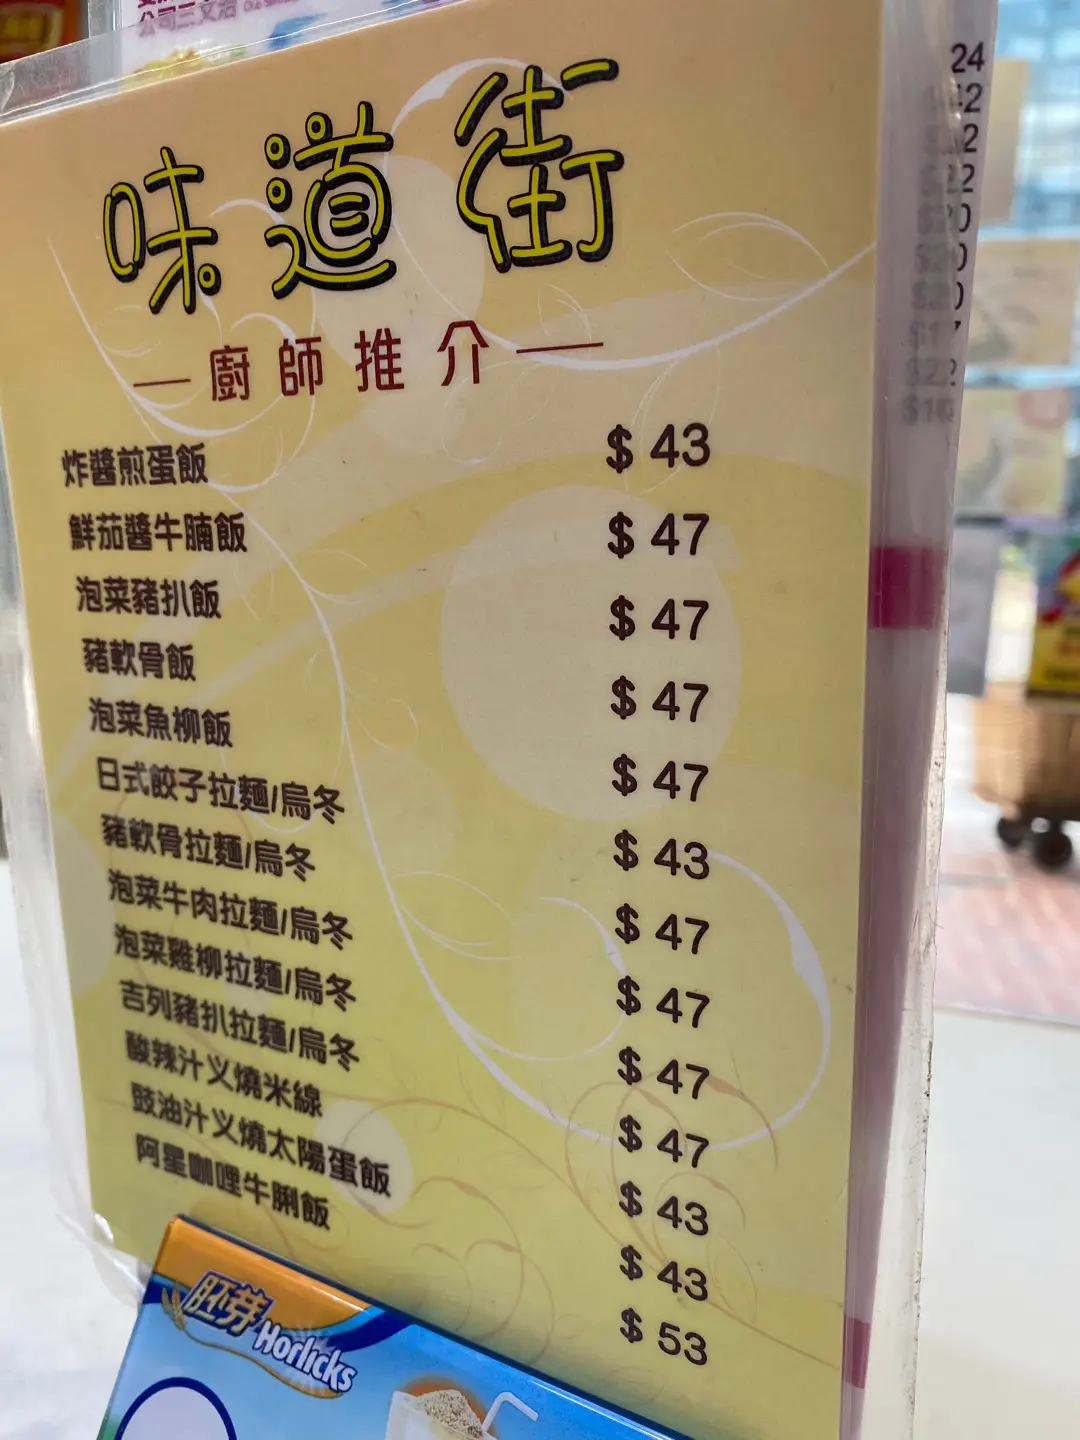 味道街
廚師推介
炸醬煎蛋飯 $43
鮮茄醬牛腩飯 $47
泡菜豬扒飯 $47
豬軟骨飯 $47
泡菜魚柳飯 $47
日式餃子拉麵/烏冬 $43
豬軟骨拉麵/烏冬 $47
泡菜牛肉拉麵/烏冬 $47
泡菜雞柳拉麵/烏冬 $47
吉列豬扒拉麵/烏冬 $47
酸辣汁义燒米線 $43
豉油汁义燒太陽蛋飯 $43
阿星咖哩牛脷飯 $53
胚芽 Horlicks
24